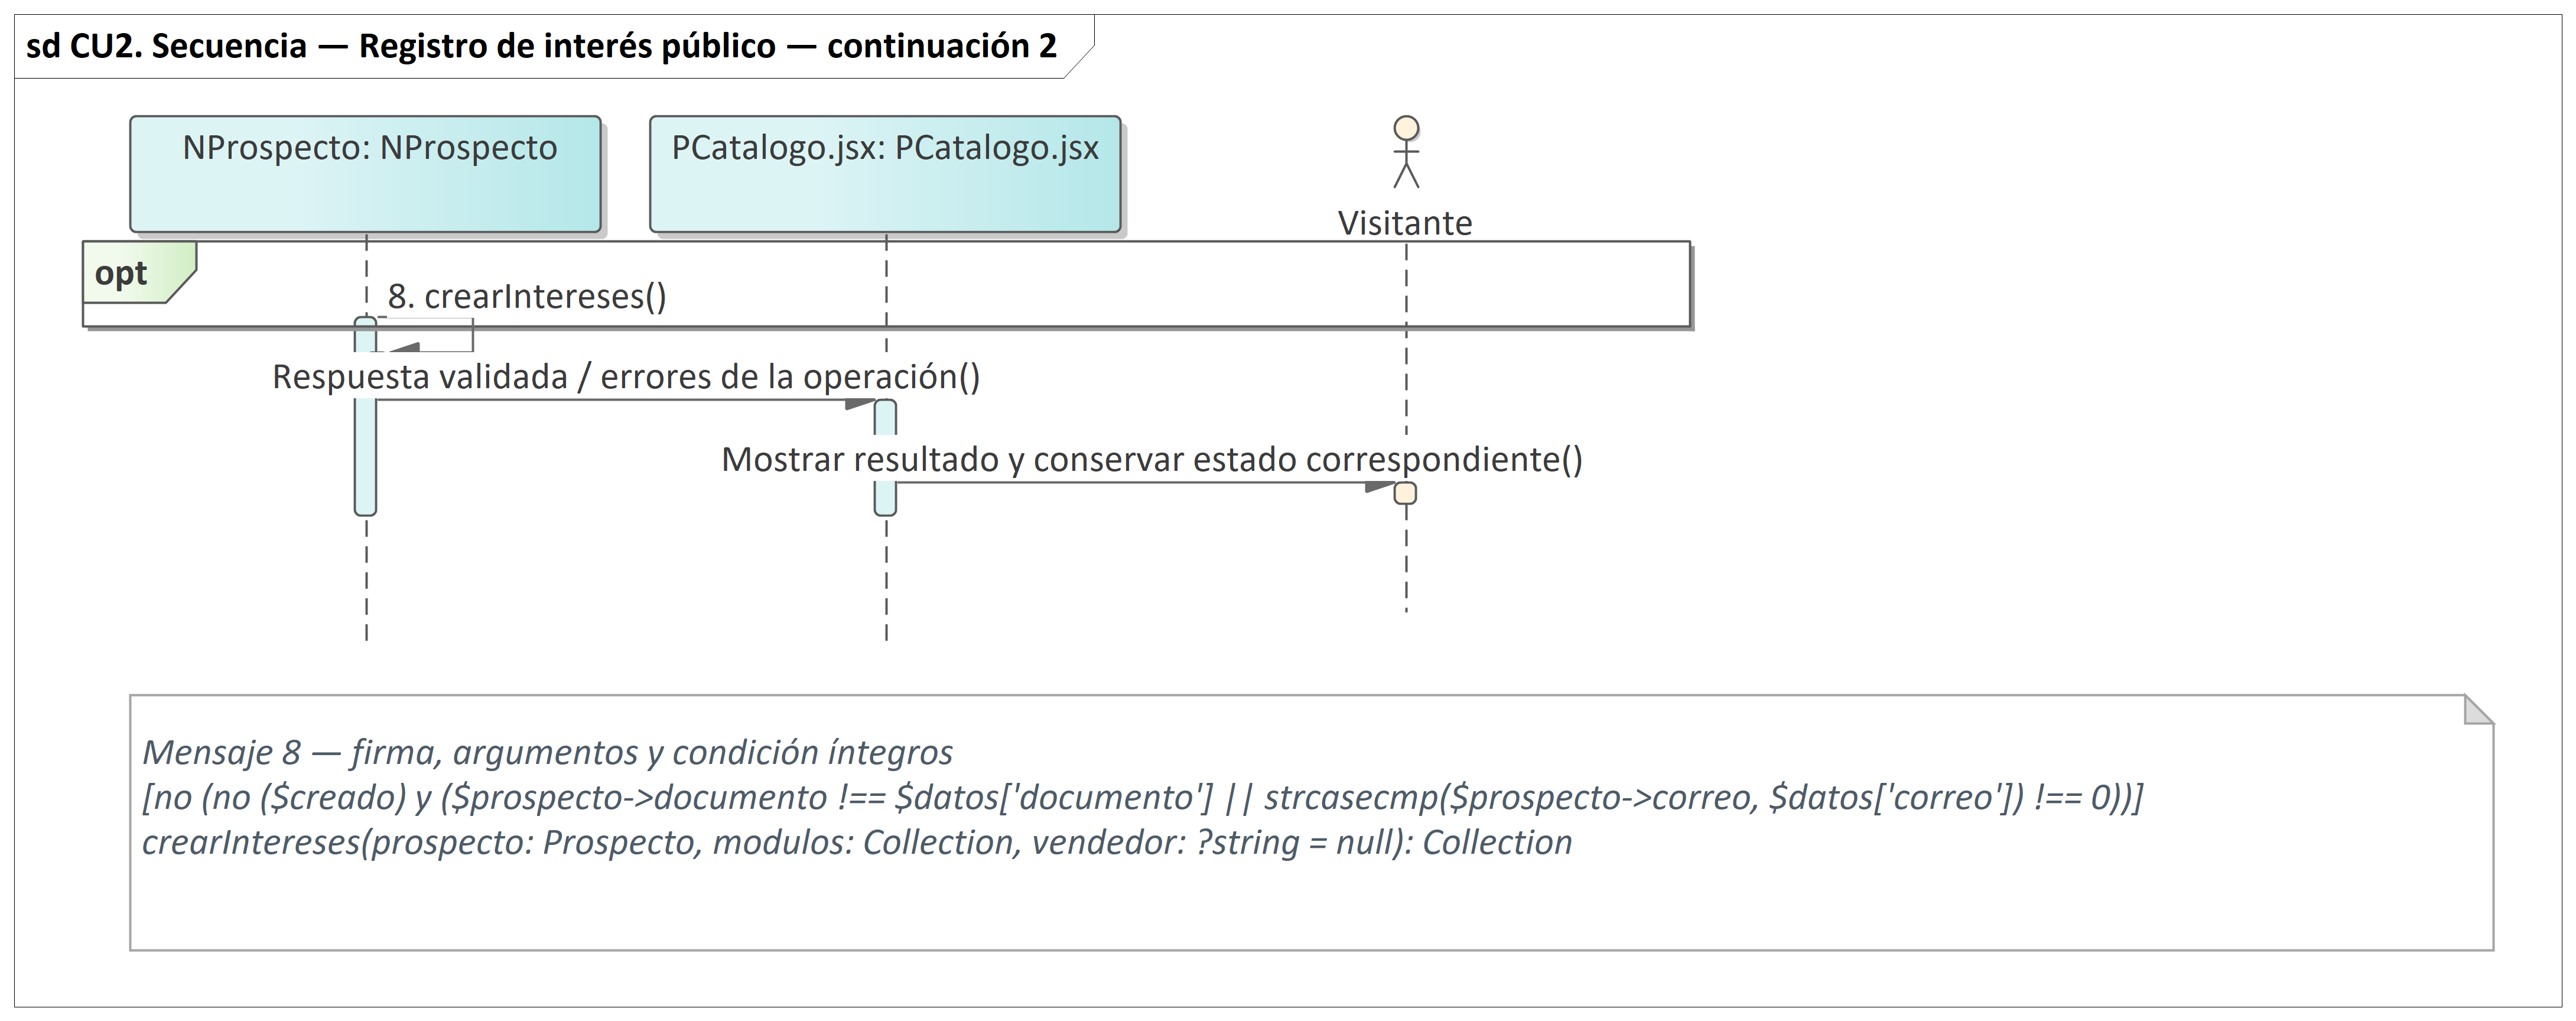 sd CU2. Secuencia — Registro de interés público — continuación 2
NProspecto: NProspecto
PCatalogo.jsx: PCatalogo.jsx
Visitante
opt
8. crearIntereses()
Respuesta validada / errores de la operación()
Mostrar resultado y conservar estado correspondiente()
Mensaje 8 — firma, argumentos y condición íntegros
[no (no ($creado) y ($prospecto->documento !== $datos['documento'] || strcasecmp($prospecto->correo, $datos['correo']) !== 0))]
crearIntereses(prospecto: Prospecto, modulos: Collection, vendedor: ?string = null): Collection